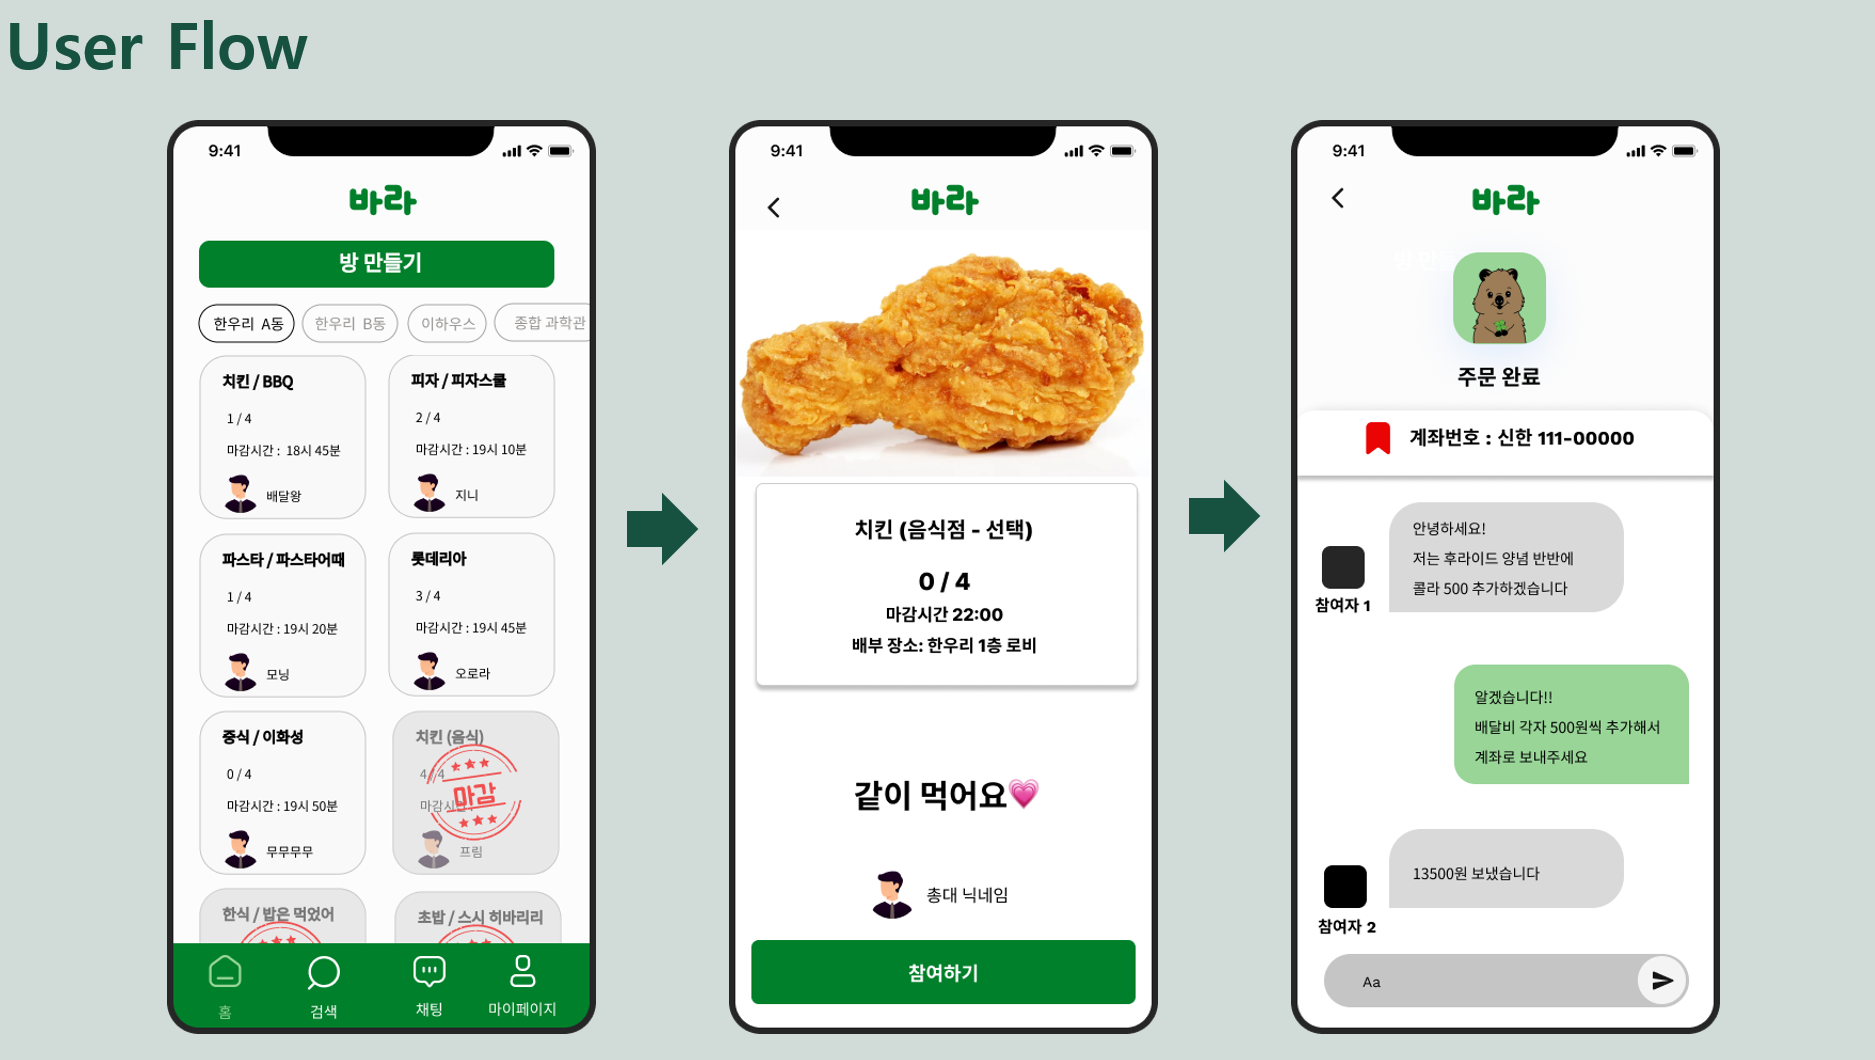 User Flow
9:41
바라
방 만들기
한우리 A동
한우리 B동
이하우스
종합 과학관
치킨 / BBQ
1 / 4
마감시간 : 18시 45분
배달왕
피자 / 피자스쿨
2 / 4
마감시간 : 19시 10분
지니
파스타 / 파스타어때
1 / 4
마감시간 : 19시 20분
모닝
롯데리아
3 / 4
마감시간 : 19시 45분
오로라
중식 / 이화성
0 / 4
마감시간 : 19시 50분
무무무무
치킨 (음식)
4 / 4
마감시간 :
마감
프림
한식 / 밥은 먹었어
초밥 / 스시 히바리리
홈
검색
채팅
마이페이지
9:41
바라
치킨 (음식점 - 선택)
0 / 4
마감시간 22:00
배부 장소: 한우리 1층 로비
같이 먹어요💗
총대 닉네임
참여하기
9:41
바라
방 만
주문 완료
계좌번호 : 신한 111-00000
안녕하세요!
저는 후라이드 양념 반반에
콜라 500 추가하겠습니다
참여자 1
알겠습니다!!
배달비 각자 500원씩 추가해서
계좌로 보내주세요
13500원 보냈습니다
참여자 2
Aa